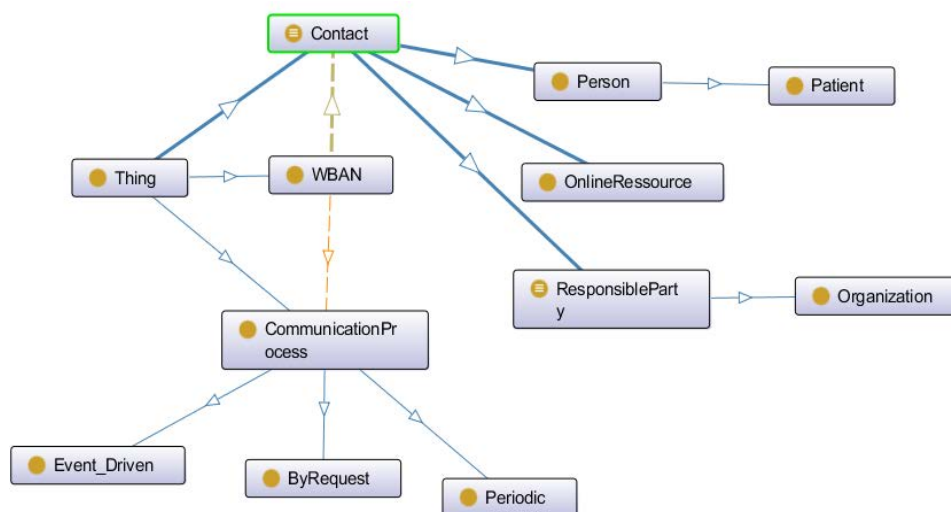 Contact
Person
Patient
Thing
WBAN
OnlineRessource
ResponsiblePart
y
Organization
CommunicationPr
ocess
Event_Driven
ByRequest
Periodic